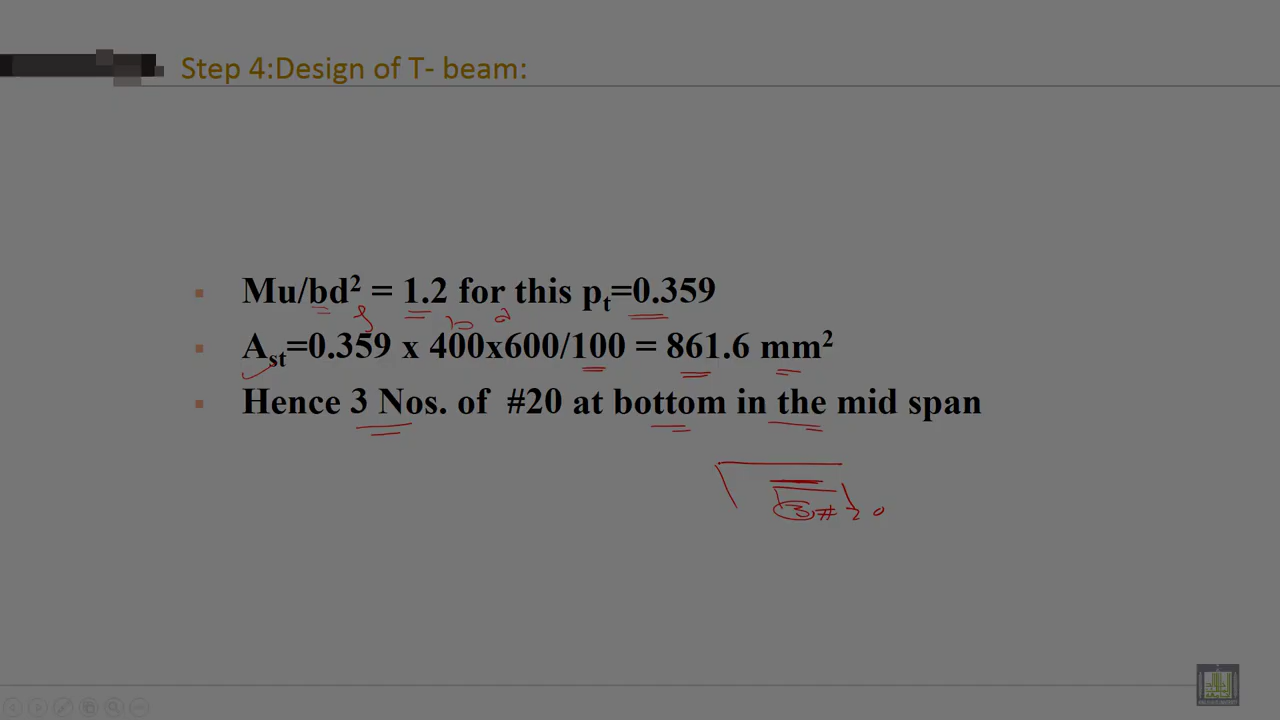 Step 4:Design of T- beam:
Mu/bd² = 1.2 for this pt=0.359
b d
Ast=0.359 x 400x600/100 = 861.6 mm²
Hence 3 Nos. of #20 at bottom in the mid span
3#20